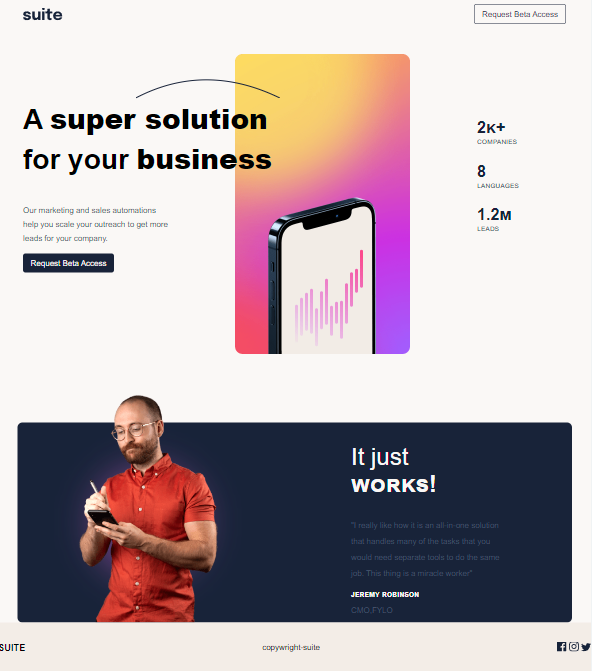 suite
Request Beta Access
A super solution
for your business
2K+
COMPANIES
8
LANGUAGES
1.2M
LEADS
Our marketing and sales automations
help you scale your outreach to get more
leads for your company.
Request Beta Access
It just
WORKS!
"I really like how it is an all-in-one solution
that handles many of the tasks that you
would need separate tools to do the same
job. This thing is a miracle worker"
JEREMY ROBINSON
CMO,FYLO
SUITE
copyright-suite